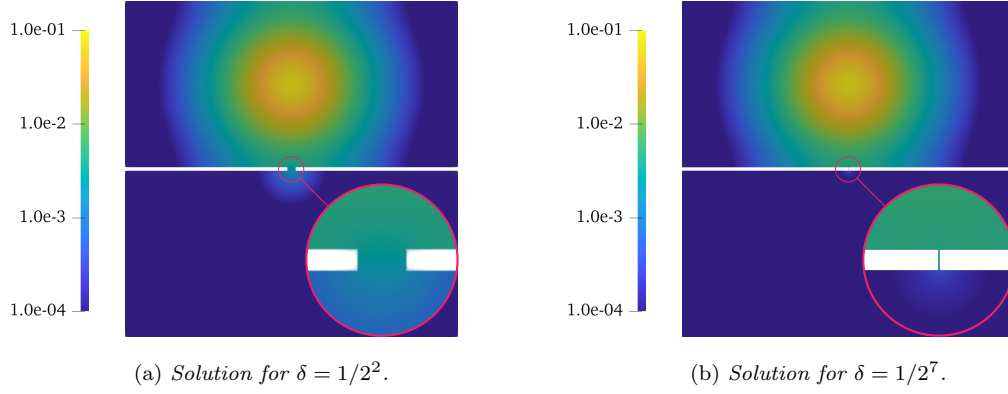 1.0e-01
1.0e-2
1.0e-3
1.0e-04
1.0e-01
1.0e-2
1.0e-3
1.0e-04
(a) Solution for δ = 1/2².
(b) Solution for δ = 1/2⁷.